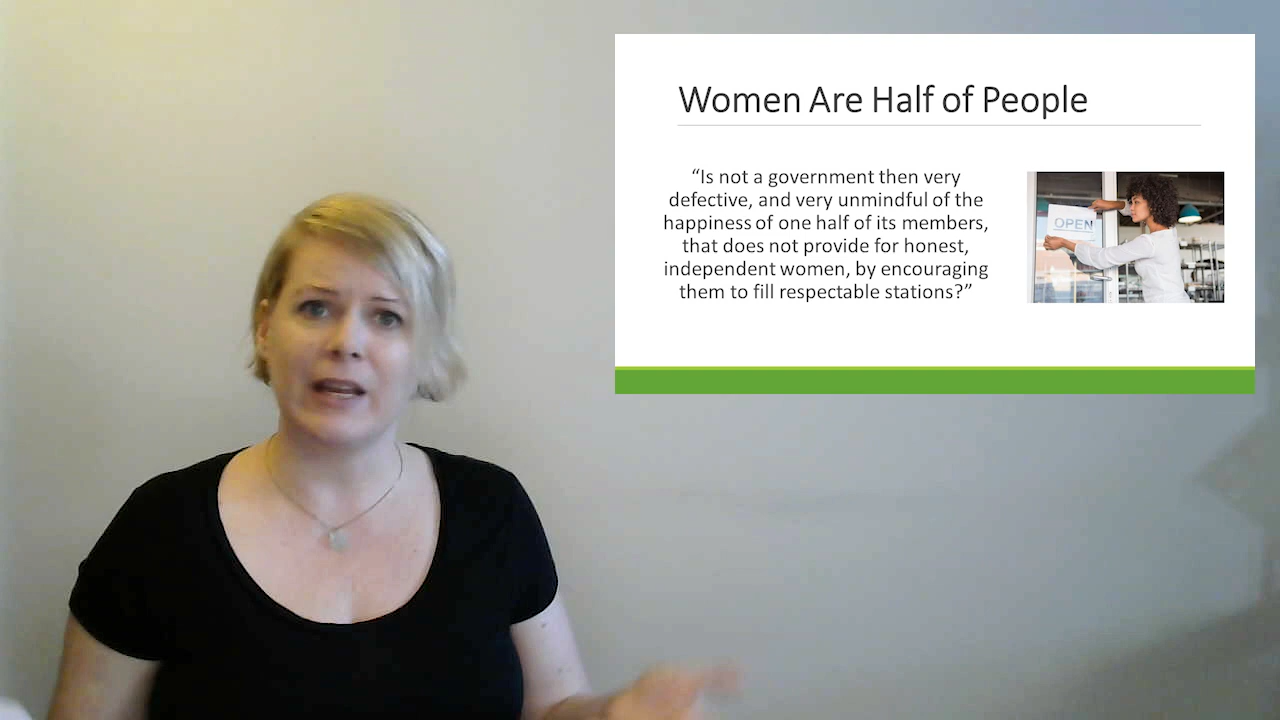 Women Are Half of People
“Is not a government then very
defective, and very unmindful of the
happiness of one half of its members,
that does not provide for honest,
independent women, by encouraging
them to fill respectable stations?”
OPEN